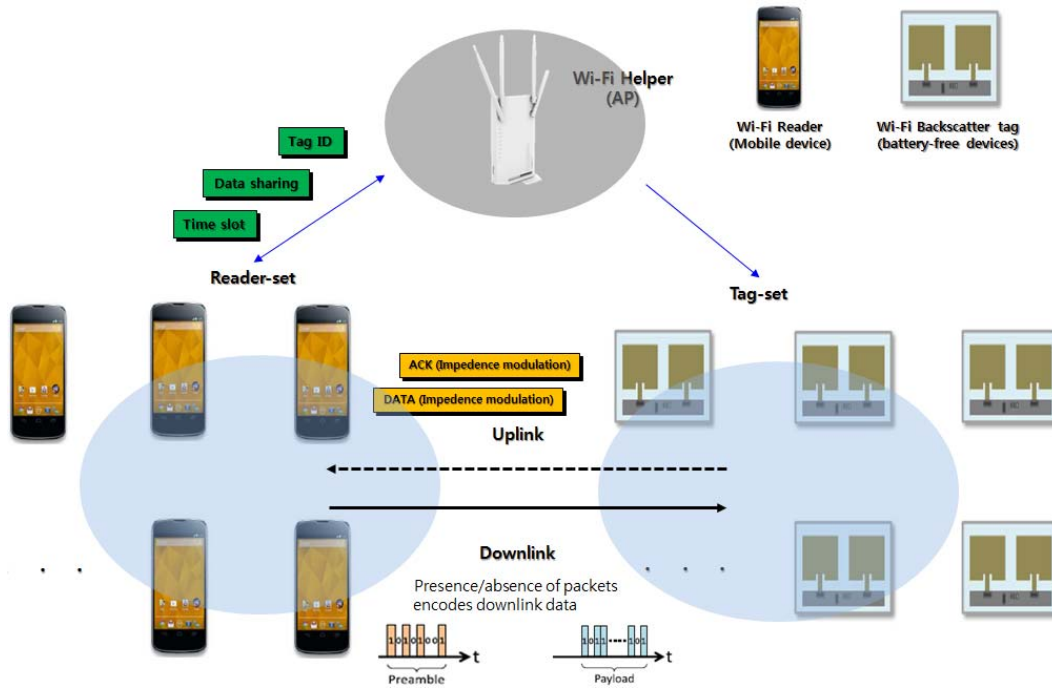 Wi-Fi Helper
(AP)
Wi-Fi Reader
(Mobile device)
Wi-Fi Backscatter tag
(battery-free devices)
Tag ID
Data sharing
Time slot
Reader-set
Tag-set
ACK (Impedence modulation)
DATA (Impedence modulation)
Uplink
Downlink
. . .
. . . .
Presence/absence of packets
encodes downlink data
1 0 1 0 1 0 0 1
t
Preamble
1 0 1 1 ---- 1 0 1
t
Payload